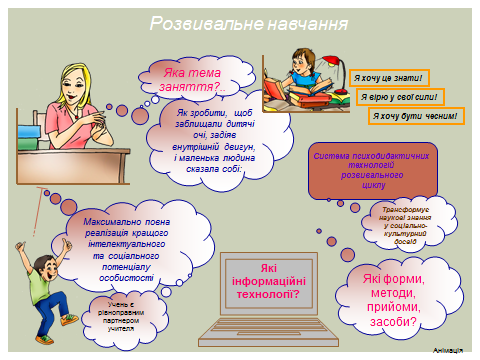 Розвивальне навчання
Яка тема
заняття?..
Як зробити, щоб
заблищали дитячі
очі, задіяв
внутрішній двигун,
і маленька людина
сказала собі:
Я хочу це знати!
Я вірю у свої сили!
Я хочу бути чесним!
Система психодидактичних
технологій
розвивального
циклу
Трансформує
наукові знання
у соціально-
культурний
досвід
Максимально повна
реалізація кращого
інтелектуального
та соціального
потенціалу
особистості
Учень є
рівноправним
партнером
учителя
Які
інформаційні
технології?
Які форми,
методи,
прийоми,
засоби?
Анімація